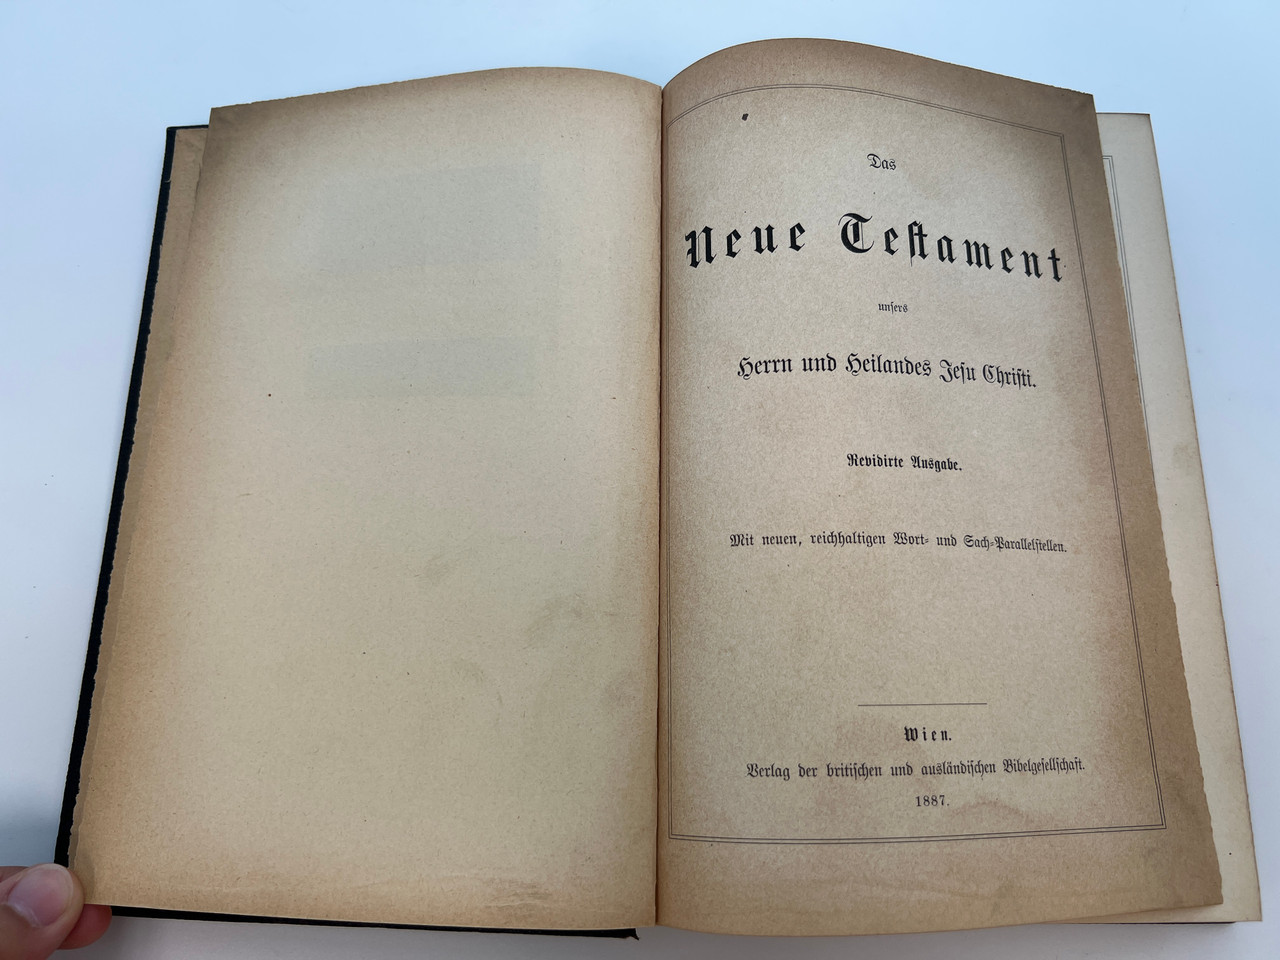 Das
Neue Testament
unsers
Herrn und Heilandes Jesu Christi.
Revidirte Ausgabe.
Mit neuen, reichhaltigen Wort- und Sach-Parallelstellen.
Wien.
Verlag der britischen und ausländischen Bibelgesellschaft.
1887.